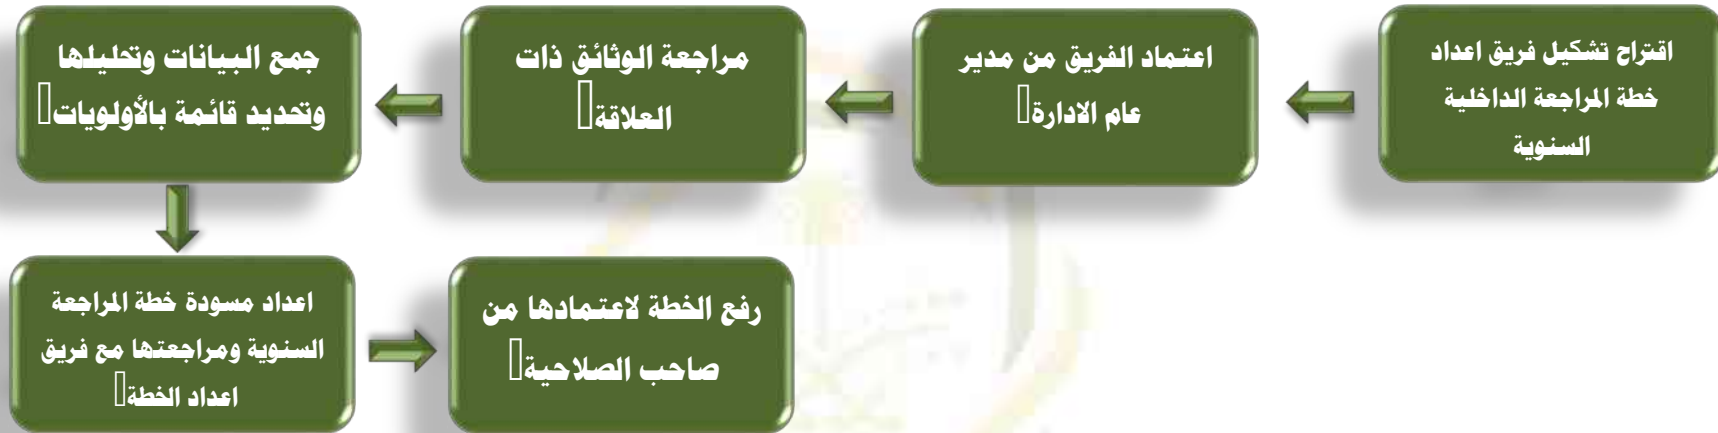 اقتراح تشكيل فريق اعداد
خطة المراجعة الداخلية
السنوية
اعتماد الفريق من مدير
عام الادارة
مراجعة الوثائق ذات
العلاقة
جمع البيانات وتحليلها
وتحديد قائمة بالأولويات
اعداد مسودة خطة المراجعة
السنوية ومراجعتها مع فريق
اعداد الخطة
رفع الخطة لاعتمادها من
صاحب الصلاحية